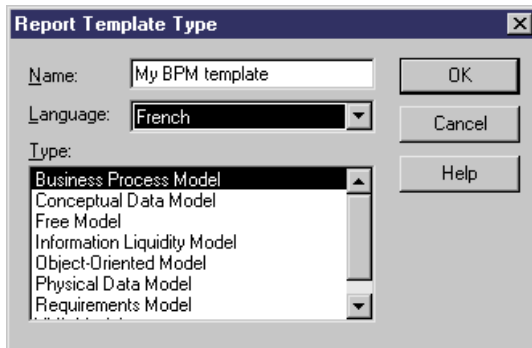 Report Template Type
Name: My BPM template OK
Language: French Cancel
Type: Help
Business Process Model
Conceptual Data Model
Free Model
Information Liquidity Model
Object-Oriented Model
Physical Data Model
Requirements Model